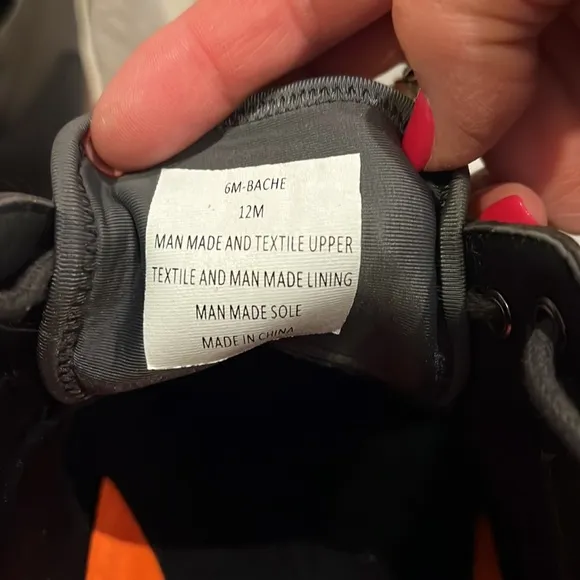 6M-BACHE
12M
MAN MADE AND TEXTILE UPPER
TEXTILE AND MAN MADE LINING
MAN MADE SOLE
MADE IN CHINA